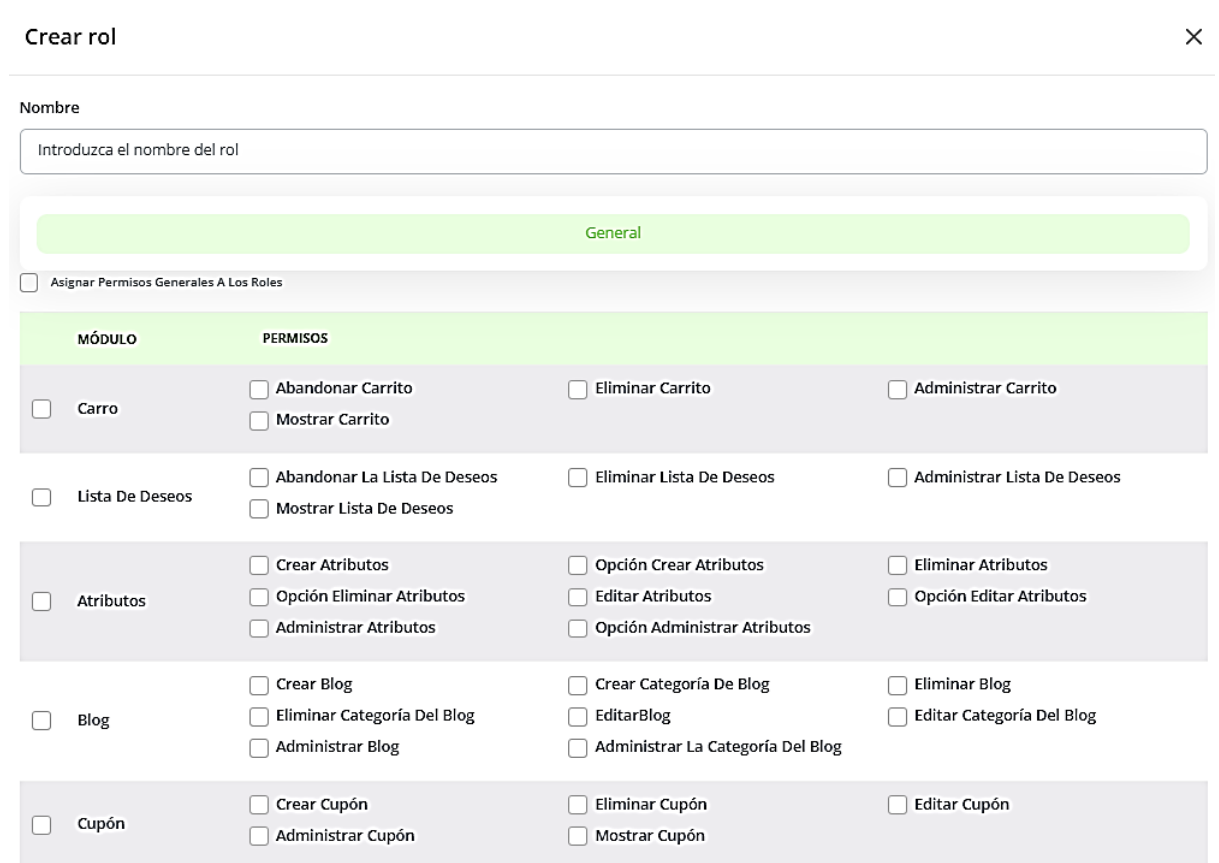 Crear rol
Nombre
Introduzca el nombre del rol
General
Asignar Permisos Generales A Los Roles
MÓDULO PERMISOS
Abandonar Carrito Eliminar Carrito Administrar Carrito
Carro
Mostrar Carrito
Abandonar La Lista De Deseos Eliminar Lista De Deseos Administrar Lista De Deseos
Lista De Deseos
Mostrar Lista De Deseos
Crear Atributos Opción Crear Atributos Eliminar Atributos
Atributos Opción Eliminar Atributos Editar Atributos Opción Editar Atributos
Administrar Atributos Opción Administrar Atributos
Crear Blog Crear Categoría De Blog Eliminar Blog
Blog Eliminar Categoría Del Blog EditarBlog Editar Categoría Del Blog
Administrar Blog Administrar La Categoría Del Blog
Crear Cupón Eliminar Cupón Editar Cupón
Cupón
Administrar Cupón Mostrar Cupón